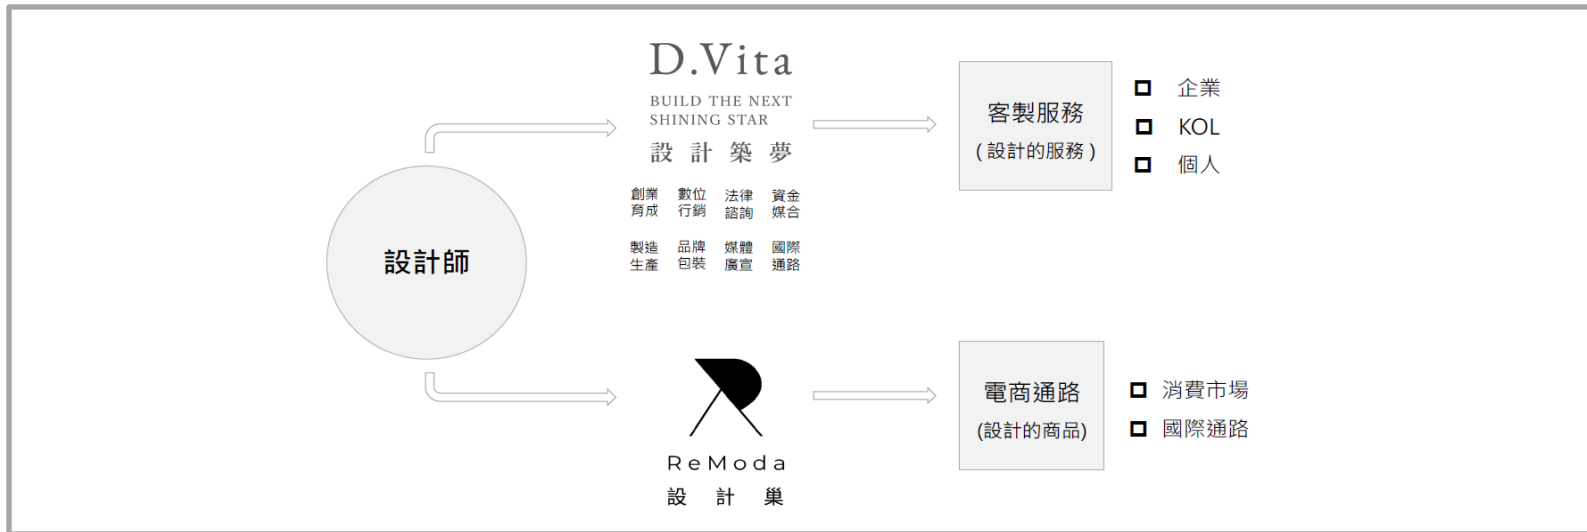 設計師
D.Vita
BUILD THE NEXT
SHINING STAR
設計築夢
創業 數位 法律 資金
育成 行銷 諮詢 媒合
製造 品牌 媒體 國際
生產 包裝 廣宣 通路
客製服務
( 設計的服務 )
企業
KOL
個人
ReModa
設計巢
電商通路
(設計的商品)
消費市場
國際通路